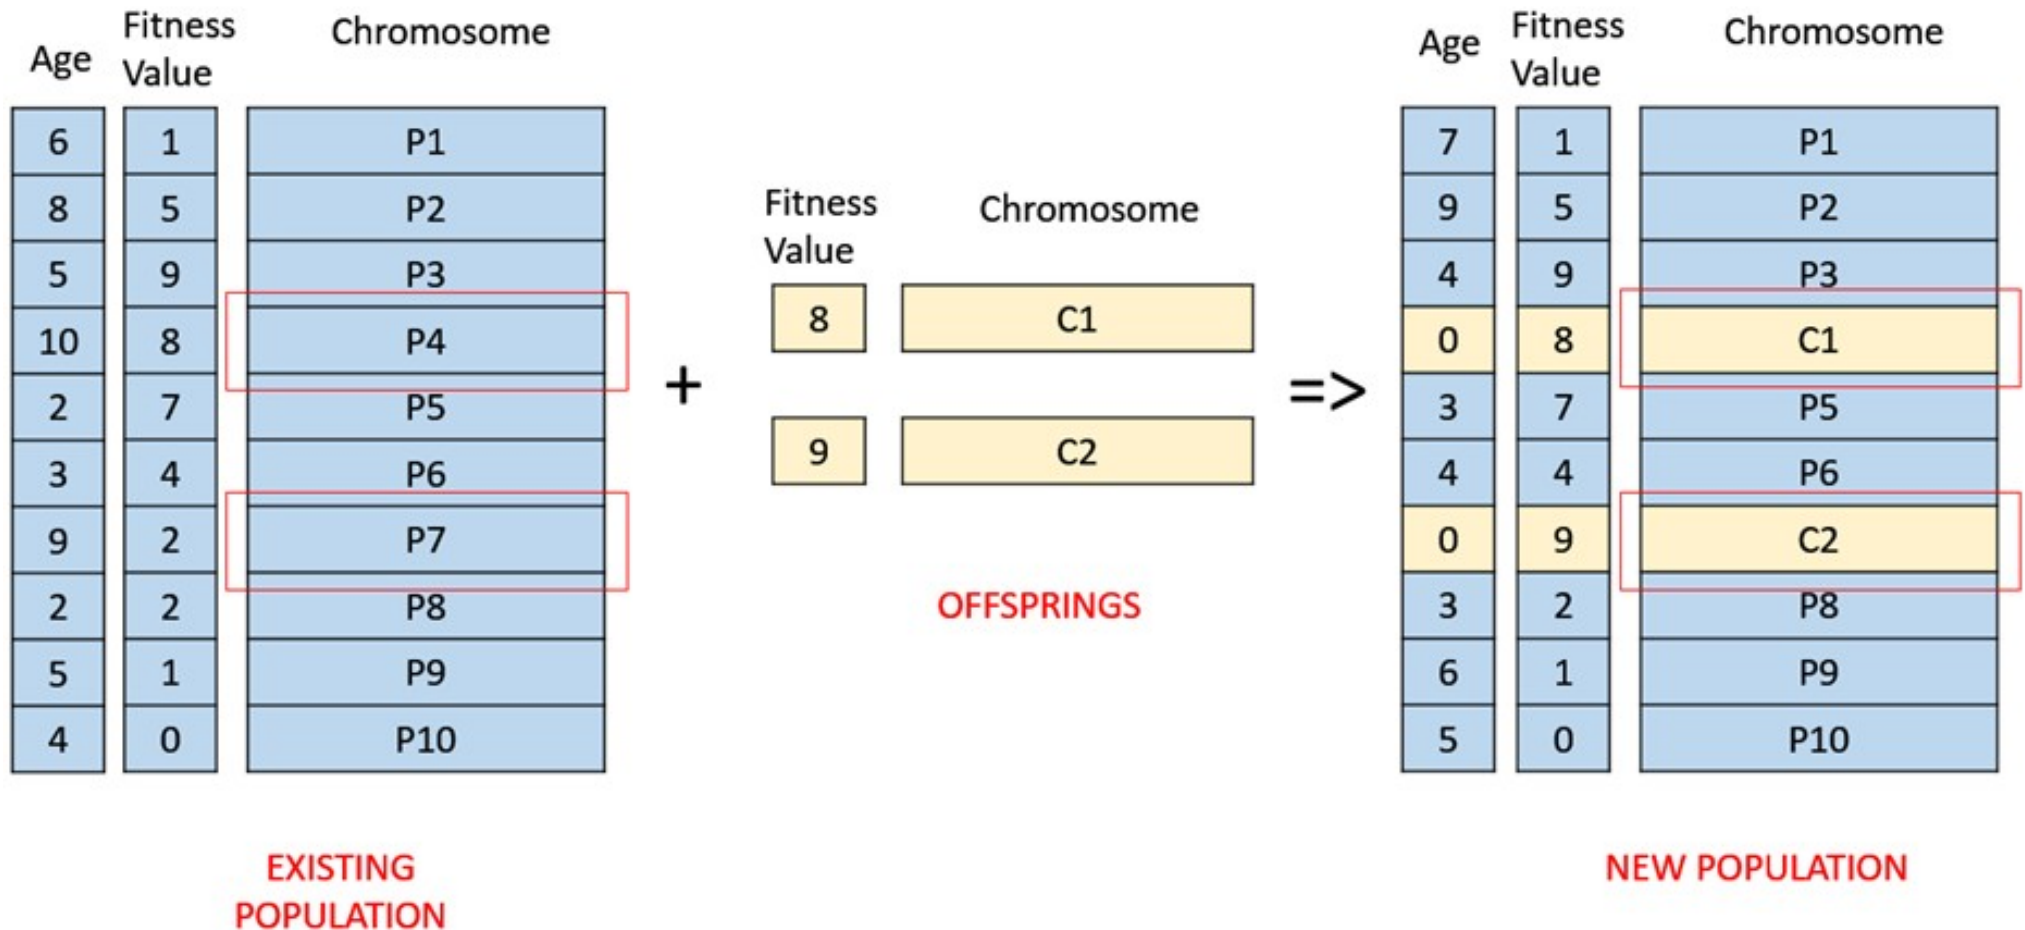 Age Fitness Value Chromosome
6 1 P1
8 5 P2
5 9 P3
10 8 P4
2 7 P5
3 4 P6
9 2 P7
2 2 P8
5 1 P9
4 0 P10
EXISTING
POPULATION
+
Fitness Value Chromosome
8 C1
9 C2
OFFSPRINGS
=>
Age Fitness Value Chromosome
7 1 P1
9 5 P2
4 9 P3
0 8 C1
3 7 P5
4 4 P6
0 9 C2
3 2 P8
6 1 P9
5 0 P10
NEW POPULATION